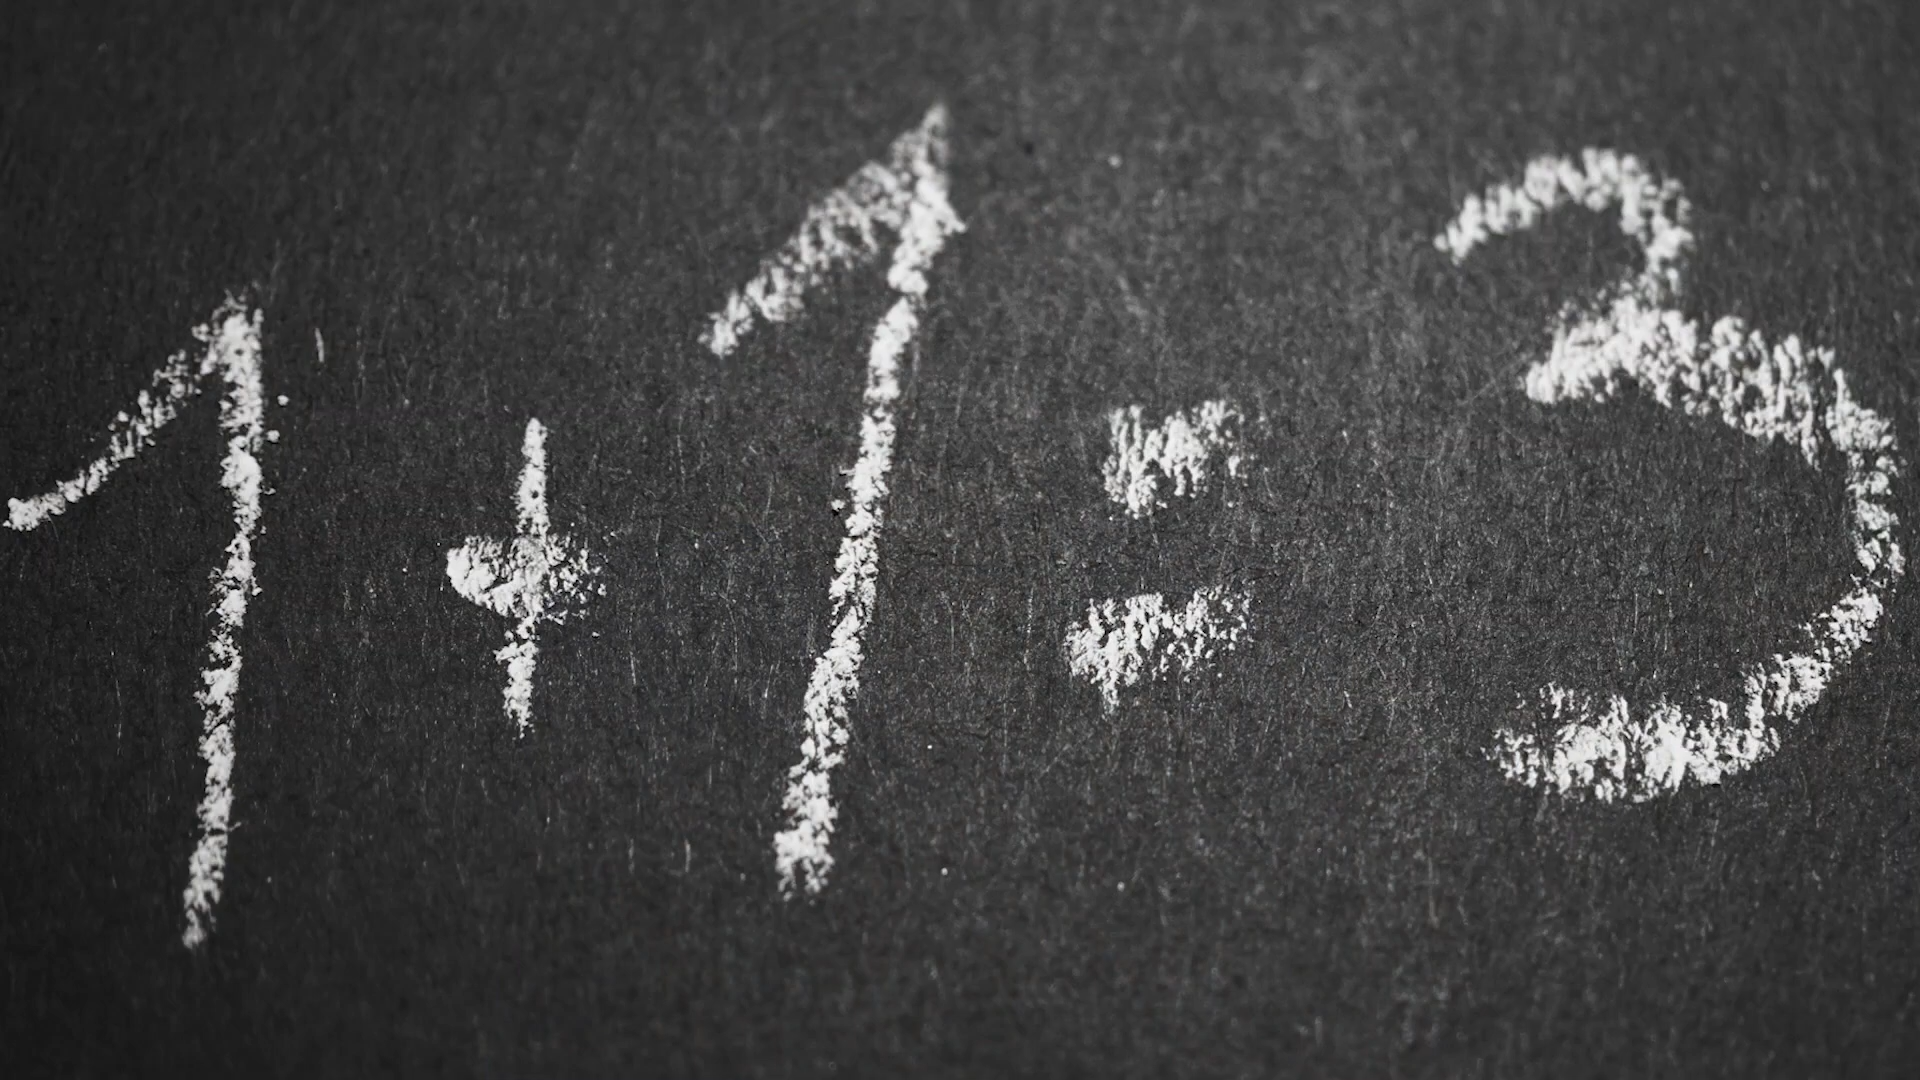 1 + 1 = 3